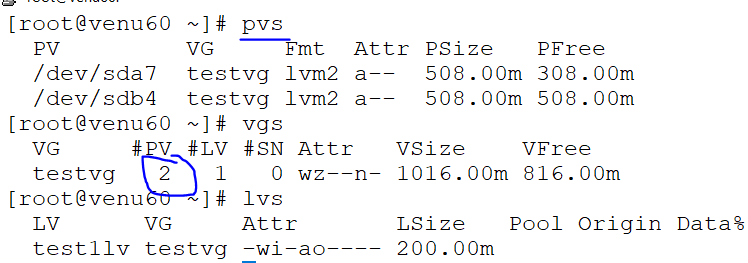 [root@venu60 ~]# pvs
PV VG Fmt Attr PSize PFree
/dev/sda7 testvg lvm2 a-- 508.00m 308.00m
/dev/sdb4 testvg lvm2 a-- 508.00m 508.00m
[root@venu60 ~]# vgs
VG #PV #LV #SN Attr VSize VFree
testvg 2 1 0 wz--n- 1016.00m 816.00m
[root@venu60 ~]# lvs
LV VG Attr LSize Pool Origin Data%
test1lv testvg -wi-ao---- 200.00m